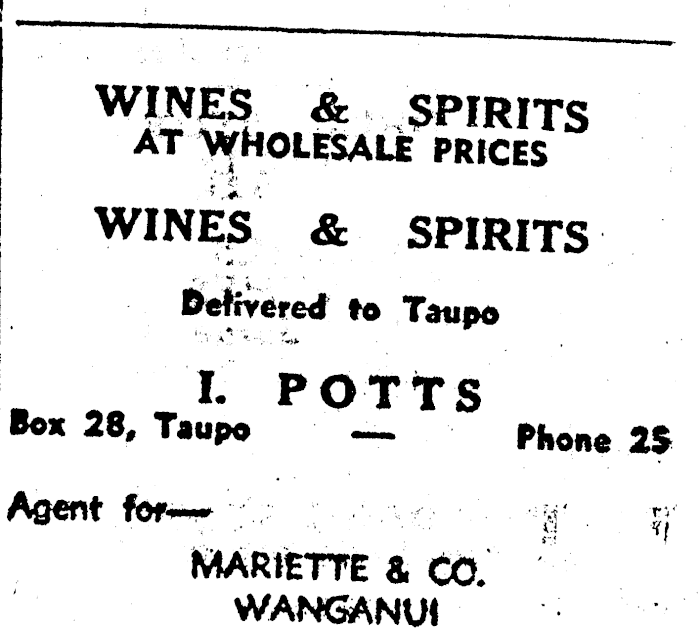 WINES & SPIRITS
AT WHOLESALE PRICES
WINES & SPIRITS
Delivered to Taupo
I. POTTS
Box 28, Taupo — Phone 25
Agent for—
MARIETTE & CO.
WANGANUI